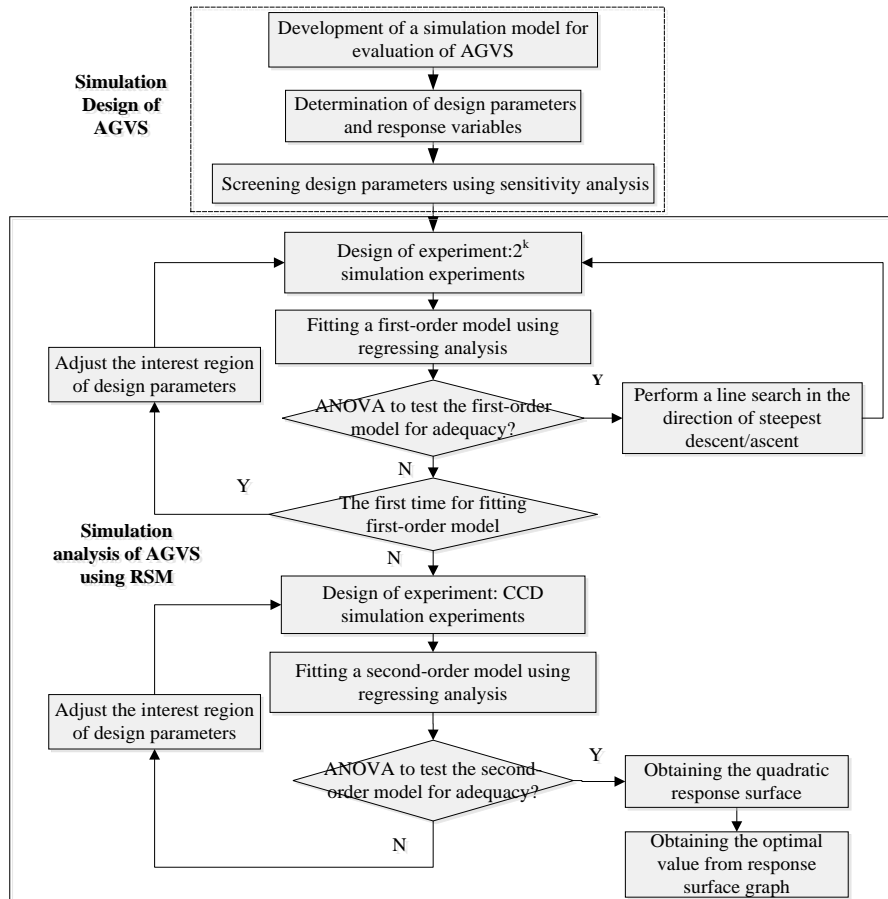 Development of a simulation model for
evaluation of AGVS
Simulation
Design of
AGVS
Determination of design parameters
and response variables
Screening design parameters using sensitivity analysis
Design of experiment:2^k
simulation experiments
Fitting a first-order model using
regressing analysis
Adjust the interest region
of design parameters
ANOVA to test the first-order
model for adequacy?
Y
Perform a line search in the
direction of steepest
descent/ascent
N
Y
The first time for fitting
first-order model
Simulation
analysis of AGVS
using RSM
N
Design of experiment: CCD
simulation experiments
Fitting a second-order model using
regressing analysis
Adjust the interest region
of design parameters
ANOVA to test the second-
order model for adequacy?
Y
Obtaining the quadratic
response surface
N
Obtaining the optimal
value from response
surface graph